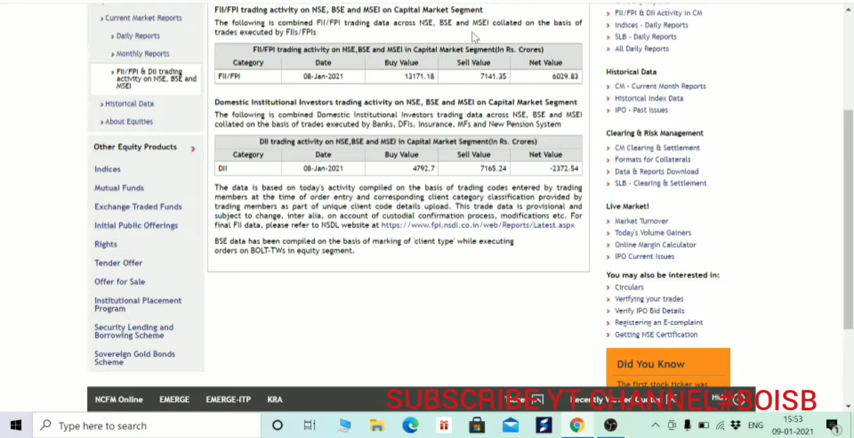 Current Market Reports
Daily Reports
Monthly Reports
FII/FPI & DII trading
activity on NSE, BSE and
MSEI
Historical Data
About Equities
Other Equity Products
Indices
Mutual Funds
Exchange Traded Funds
Initial Public Offerings
Rights
Tender Offer
Offer for Sale
Institutional Placement
Program
Security Lending and
Borrowing Scheme
Sovereign Gold Bonds
Scheme
FII/FPI trading activity on NSE, BSE and MSEI on Capital Market Segment
The following is combined FII/FPI trading data across NSE, BSE and MSEI collated on the basis of
trades executed by FIIs/FPIs
FII/FPI trading activity on NSE,BSE and MSEI in Capital Market Segment(In Rs. Crores)
Category Date Buy Value Sell Value Net Value
FII/FPI 08-Jan-2021 13171.18 7141.35 6029.83
Domestic Institutional Investors trading activity on NSE, BSE and MSEI on Capital Market Segment
The following is combined Domestic Institutional Investors trading data across NSE, BSE and MSEI
collated on the basis of trades executed by Banks, DFIs, Insurance, MFs and New Pension System
DII trading activity on NSE,BSE and MSEI in Capital Market Segment(In Rs. Crores)
Category Date Buy Value Sell Value Net Value
DII 08-Jan-2021 4792.7 7165.24 -2372.54
The data is based on today's activity compiled on the basis of trading codes entered by trading
members at the time of order entry and corresponding client category classification provided by
trading members as part of unique client code details upload. This trade data is provisional and
subject to change, inter alia, on account of custodial confirmation process, modifications etc. For
final FII data, please refer to NSDL website at https://www.fpi.nsdl.co.in/web/Reports/Latest.aspx
BSE data has been compiled on the basis of marking of 'client type' while executing
orders on BOLT-TWs in equity segment.
FII/FPI & DII Activity in CM
Indices - Daily Reports
SLB - Daily Reports
All Daily Reports
Historical Data
CM - Current Month Reports
Historical Index Data
IPO - Past Issues
Clearing & Risk Management
CM Clearing & Settlement
Formats for Collaterals
Data & Reports Download
SLB - Clearing & Settlement
Live Market!
Market Turnover
Today's Volume Gainers
Online Margin Calculator
IPO Current Issues
You may also be interested in:
Circulars
Verifying your trades
Verify IPO Bid Details
Registering an E-complaint
Getting NSE Certification
Did You Know
The first stock ticker was
NCFM Online EMERGE EMERGE-ITP KRA
SUBSCRIBE YT CHANNEL#BOISB
Type here to search
ENG
15:53
09-01-2021